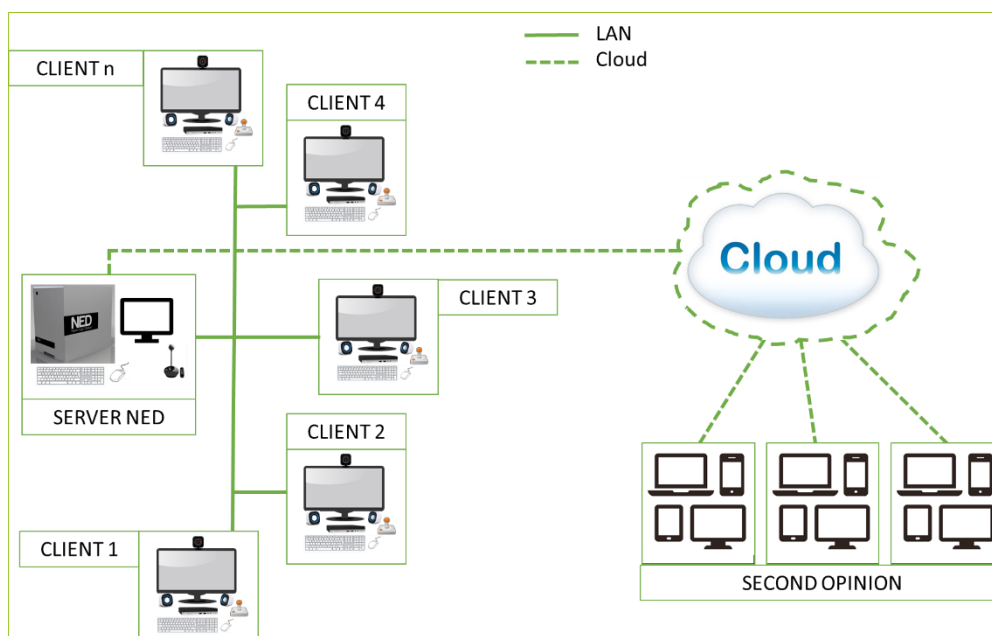 LAN
Cloud
CLIENT n
CLIENT 4
Cloud
CLIENT 3
NED
SERVER NED
CLIENT 2
CLIENT 1
SECOND OPINION